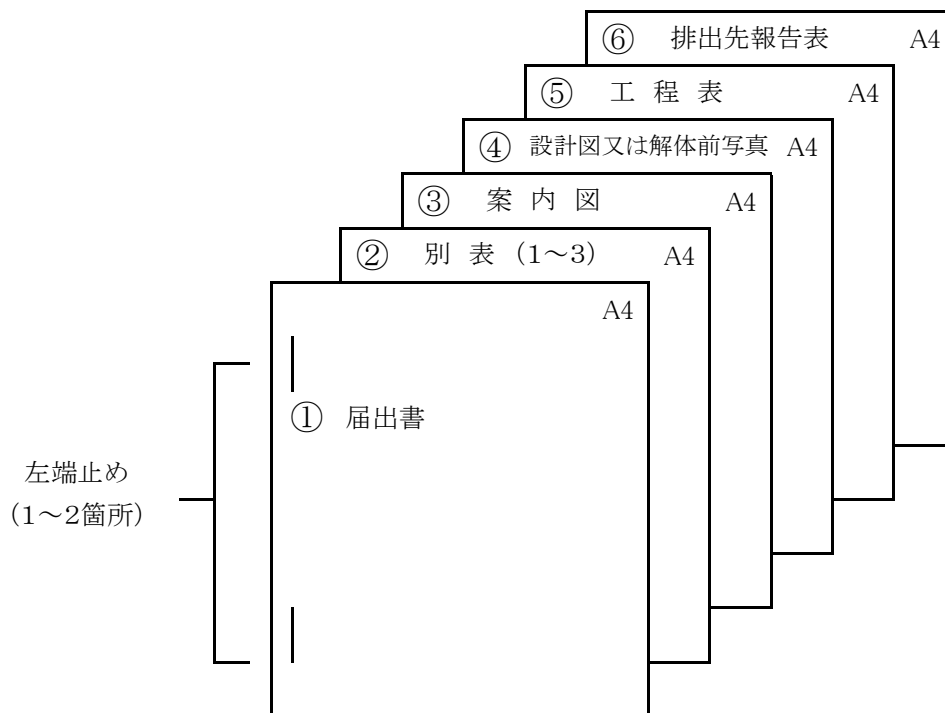 ⑥ 排出先報告表 A4
⑤ 工 程 表 A4
④ 設計図又は解体前写真 A4
③ 案 内 図 A4
② 別 表 (1～3) A4
A4
① 届出書
左端止め
(1～2箇所)